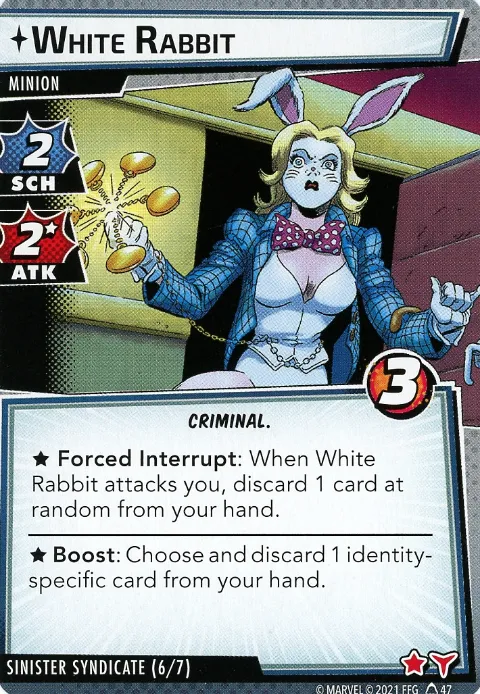 WHITE RABBIT
MINION
2
SCH
2
ATK
3
CRIMINAL.
★ Forced Interrupt: When White
Rabbit attacks you, discard 1 card at
random from your hand.
★ Boost: Choose and discard 1 identity-
specific card from your hand.
SINISTER SYNDICATE (6/7)
© MARVEL © 2021 FFG 47